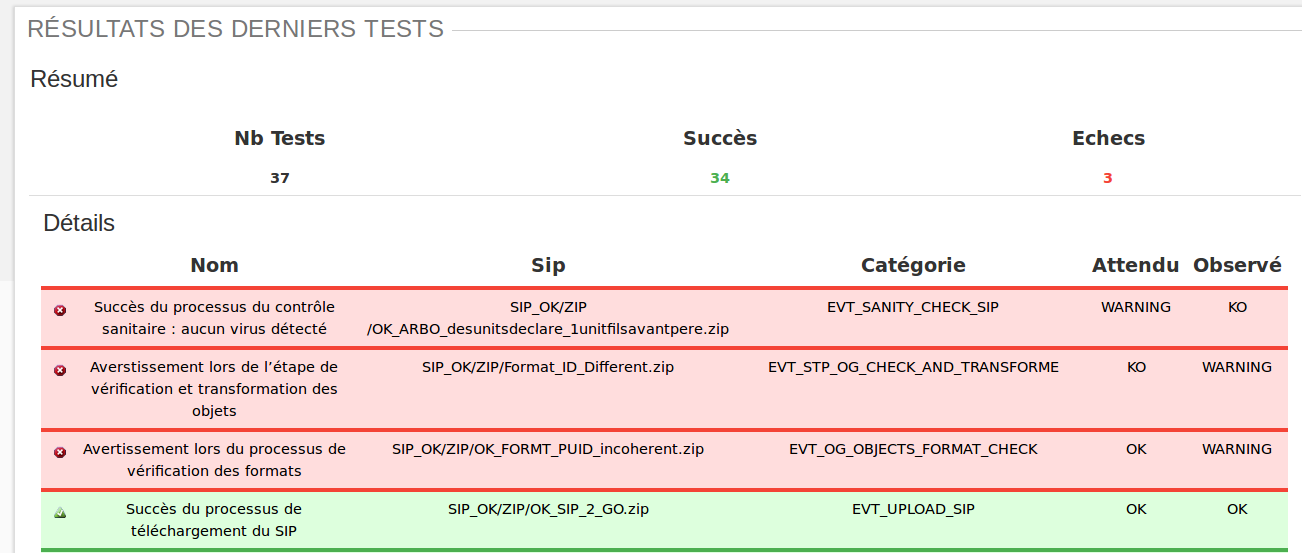 RÉSULTATS DES DERNIERS TESTS
Résumé
Nb Tests Succès Echecs
37 34 3
Détails
Nom Sip Catégorie Attendu Observé
Succès du processus du contrôle SIP_OK/ZIP EVT_SANITY_CHECK_SIP WARNING KO
sanitaire : aucun virus détecté /OK_ARBO_desunitsdeclare_1unitfilsavantpere.zip
Averstissement lors de l’étape de SIP_OK/ZIP/Format_ID_Different.zip EVT_STP_OG_CHECK_AND_TRANSFORME KO WARNING
vérification et transformation des
objets
Avertissement lors du processus de SIP_OK/ZIP/OK_FORMT_PUID_incoherent.zip EVT_OG_OBJECTS_FORMAT_CHECK OK WARNING
vérification des formats
Succès du processus de SIP_OK/ZIP/OK_SIP_2_GO.zip EVT_UPLOAD_SIP OK OK
téléchargement du SIP